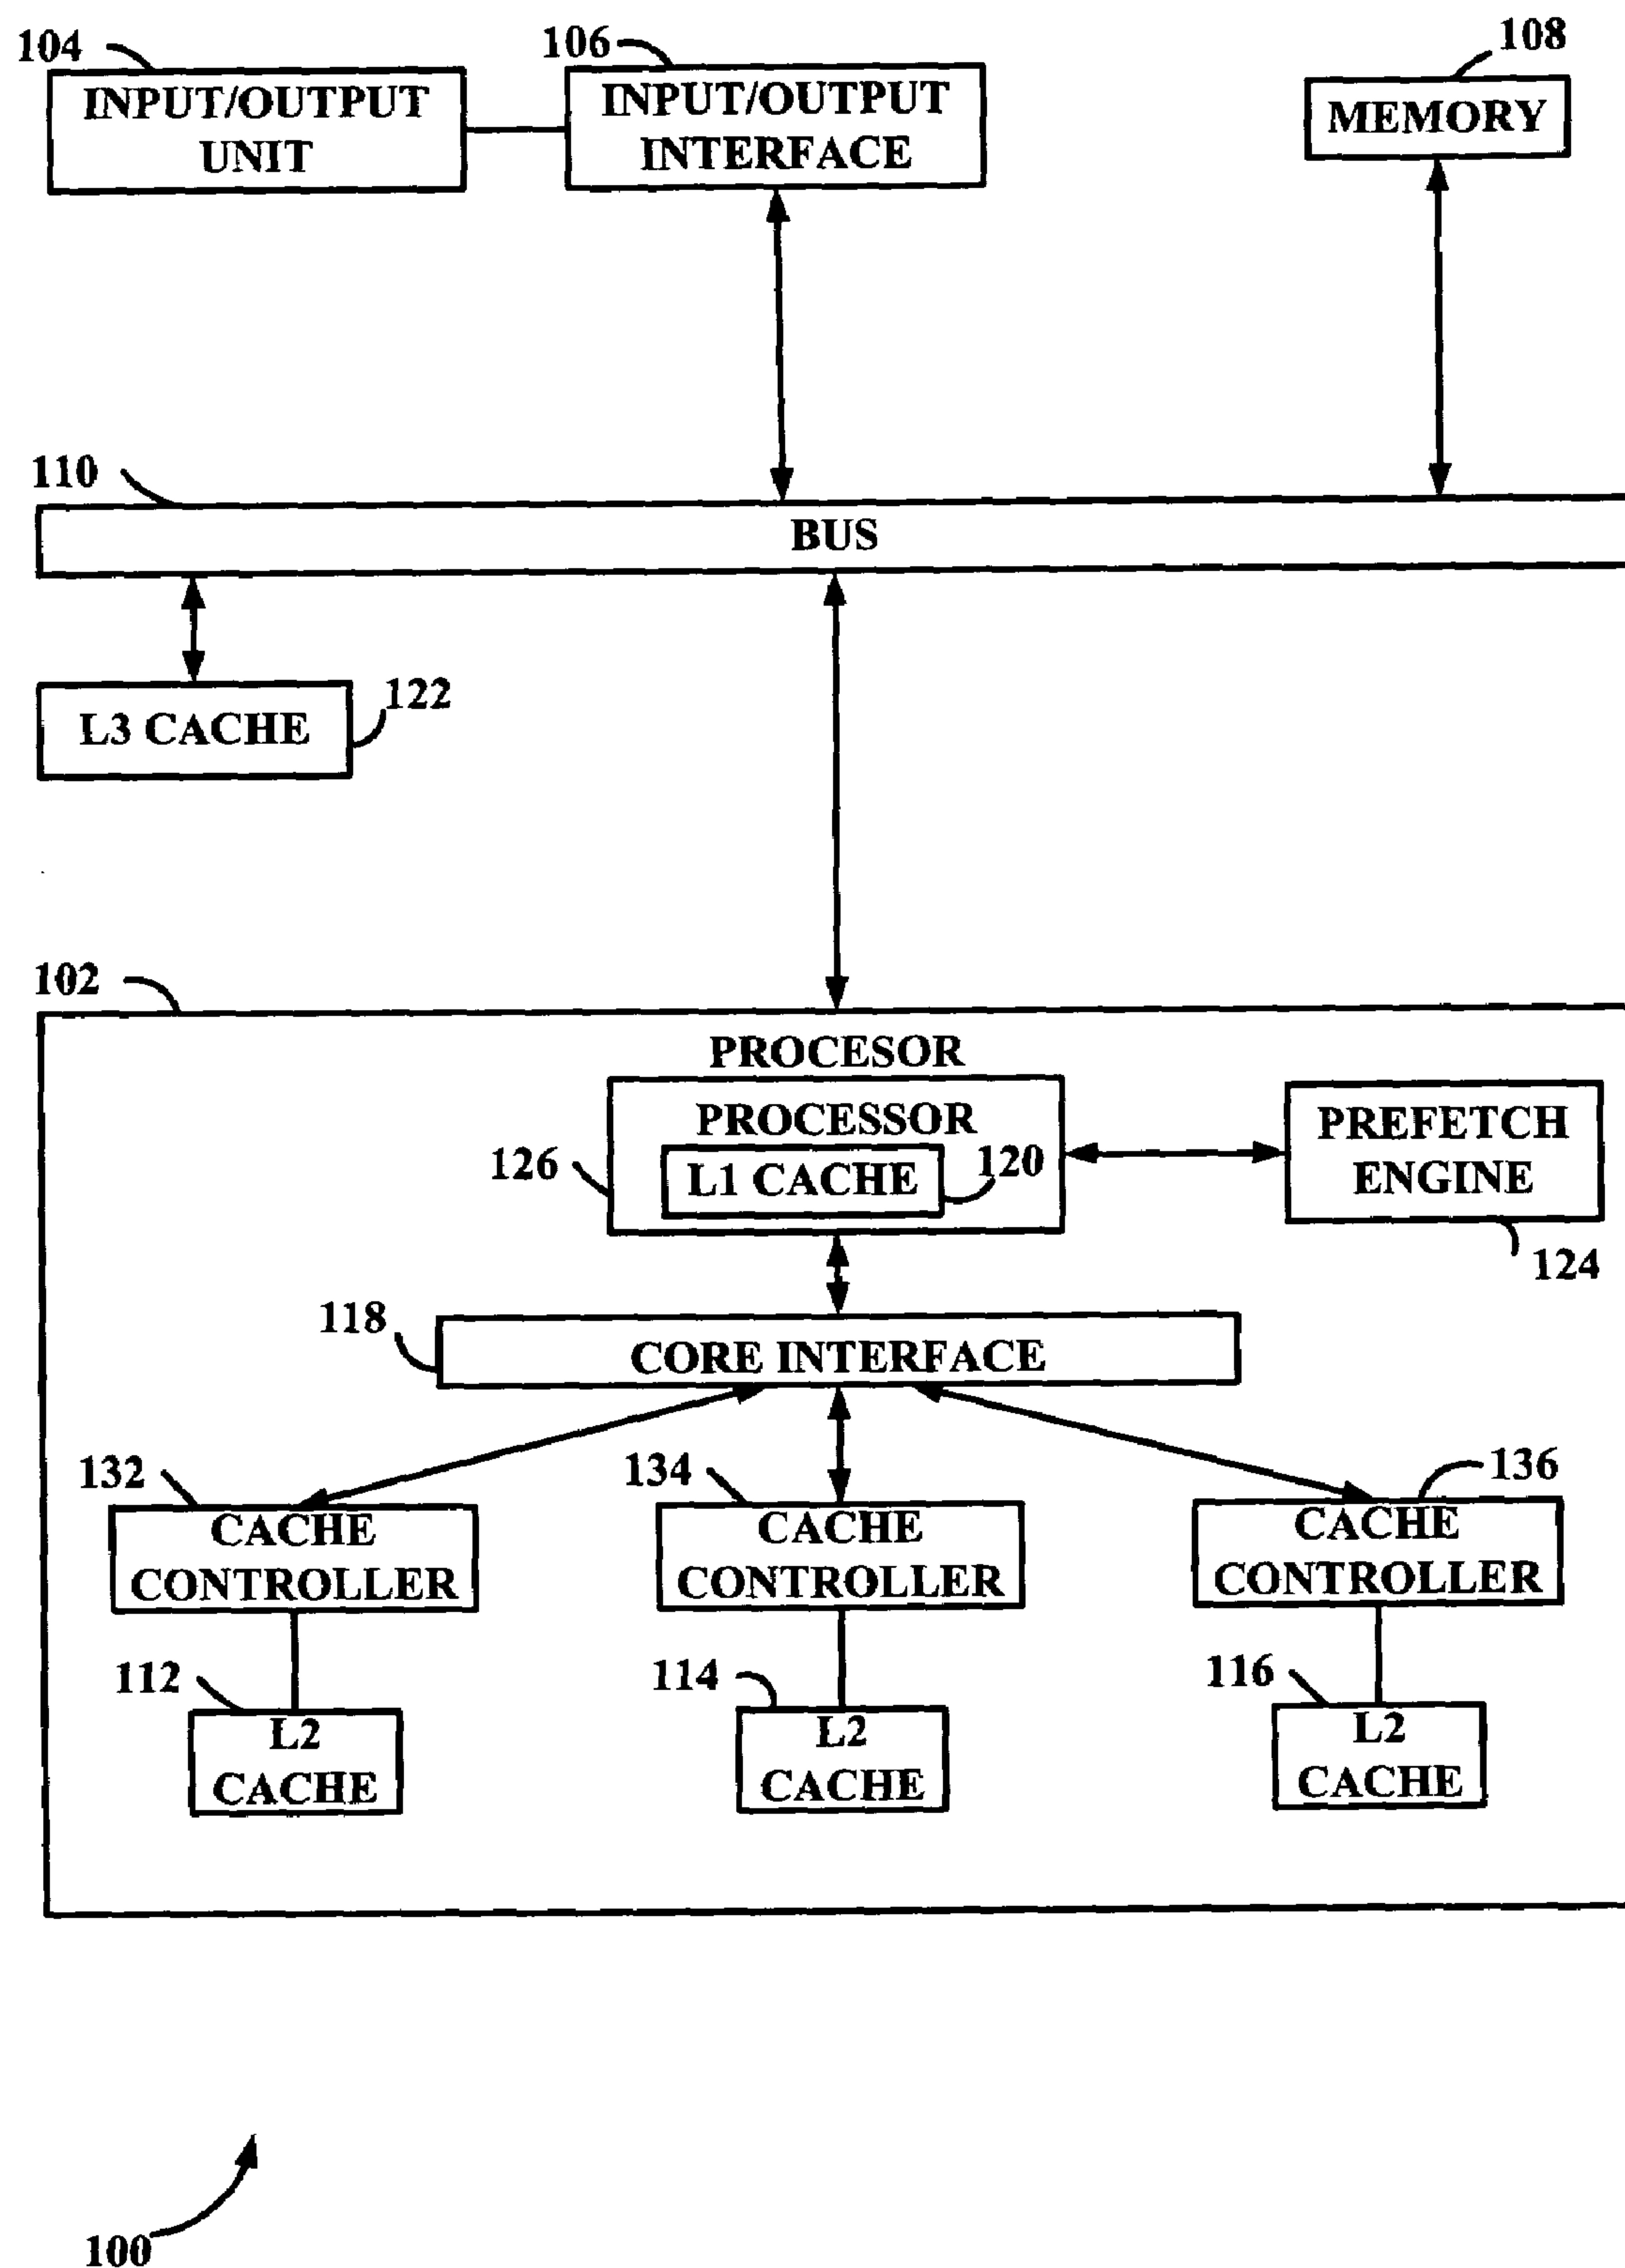 104
106
108
INPUT/OUTPUT
UNIT
INPUT/OUTPUT
INTERFACE
MEMORY
110
BUS
122
L3 CACHE
102
PROCESOR
PROCESSOR
126
L1 CACHE
120
PREFETCH
ENGINE
124
118
CORE INTERFACE
132
134
136
CACHE
CONTROLLER
CACHE
CONTROLLER
CACHE
CONTROLLER
112
114
116
L2
CACHE
L2
CACHE
L2
CACHE
100